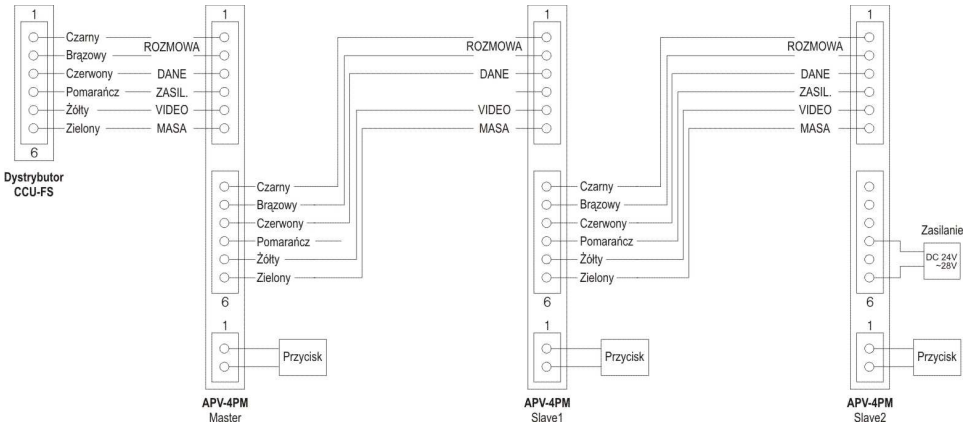 1
Czarny
Brązowy
ROZMOWA
Czerwony DANE
Pomarańcz ZASIL.
Żółty VIDEO
Zielony MASA
6
Dystrybutor
CCU-FS
1
Czarny
Brązowy
Czerwony
Pomarańcz
Żółty
Zielony
6
1
Przycisk
APV-4PM
Master
1
ROZMOWA
DANE
VIDEO
MASA
Czarny
Brązowy
Czerwony
Pomarańcz
Żółty
Zielony
6
1
Przycisk
APV-4PM
Slave1
1
ROZMOWA
DANE
ZASIL.
VIDEO
MASA
Zasilanie
DC 24V
~28V
6
1
Przycisk
APV-4PM
Slave2